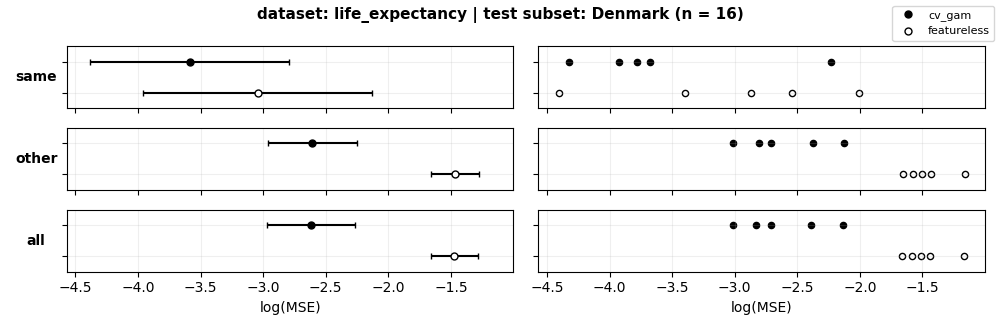 dataset: life_expectancy | test subset: Denmark (n = 16)
cv_gam
featureless
same
other
all
−4.5 −4.0 −3.5 −3.0 −2.5 −2.0 −1.5 −4.5 −4.0 −3.5 −3.0 −2.5 −2.0 −1.5
log(MSE) log(MSE)